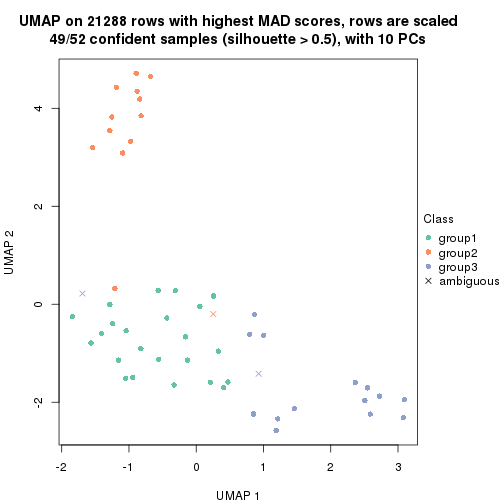 UMAP on 21288 rows with highest MAD scores, rows are scaled
49/52 confident samples (silhouette > 0.5), with 10 PCs
4
2
0
-2
UMAP 2
-2
-1
0
1
2
3
UMAP 1
Class
group1
group2
group3
ambiguous